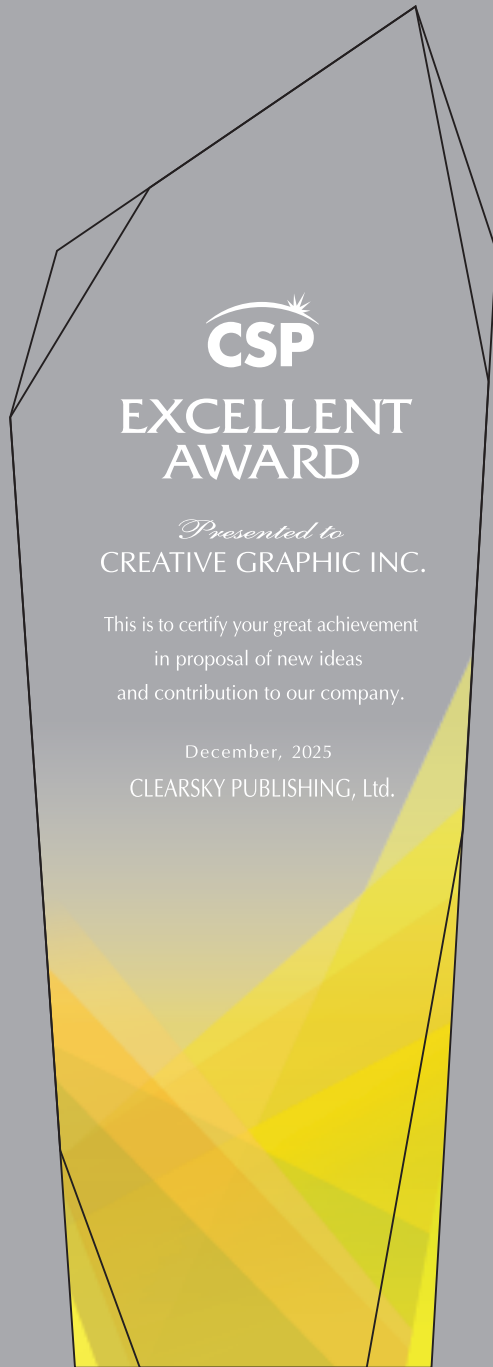 CSP
EXCELLENT
AWARD
Presented to
CREATIVE GRAPHIC INC.
This is to certify your great achievement
in proposal of new ideas
and contribution to our company.
December, 2025
CLEARSKY PUBLISHING, Ltd.